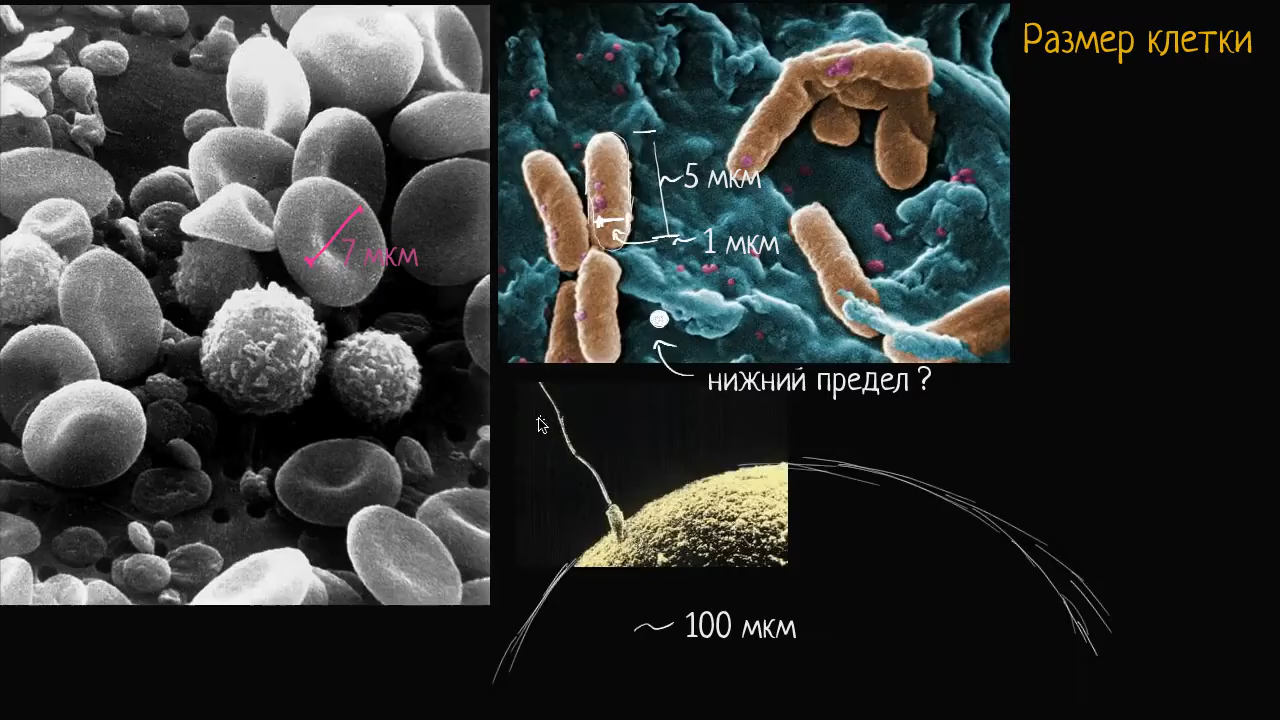 Размер клетки
~ 5 мкм
~ 1 мкм
7 мкм
нижний предел ?
~ 100 мкм